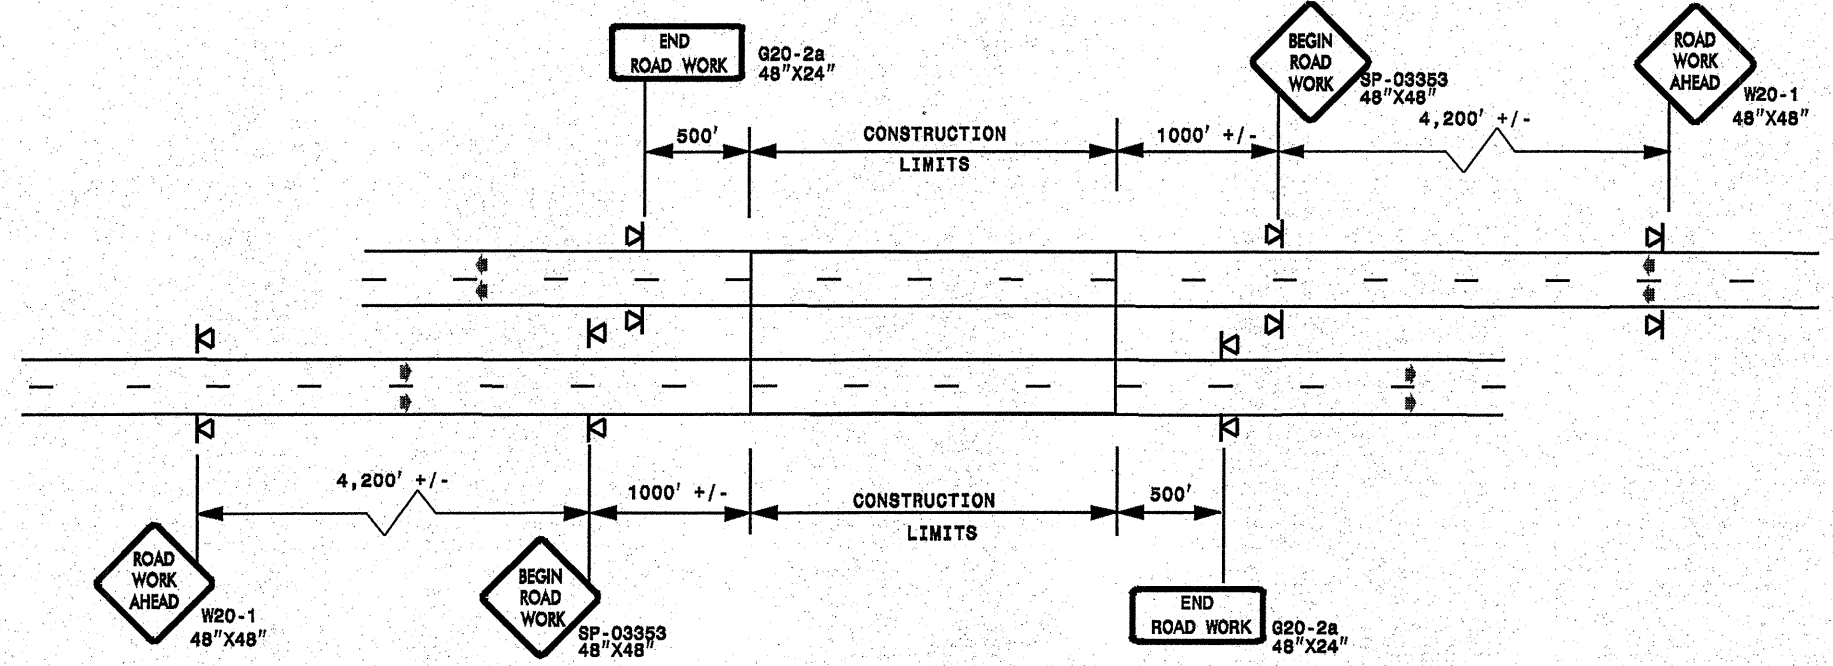 END
ROAD WORK
G20-2a
48"X24"
BEGIN
ROAD
WORK
SP-03353
48"X48"
ROAD
WORK
AHEAD
W20-1
48"X48"
500'
CONSTRUCTION
LIMITS
1000' +/-
4,200' +/-
4,200' +/-
1000' +/-
CONSTRUCTION
LIMITS
500'
ROAD
WORK
AHEAD
W20-1
48"X48"
BEGIN
ROAD
WORK
SP-03353
48"X48"
END
ROAD WORK
G20-2a
48"X24"